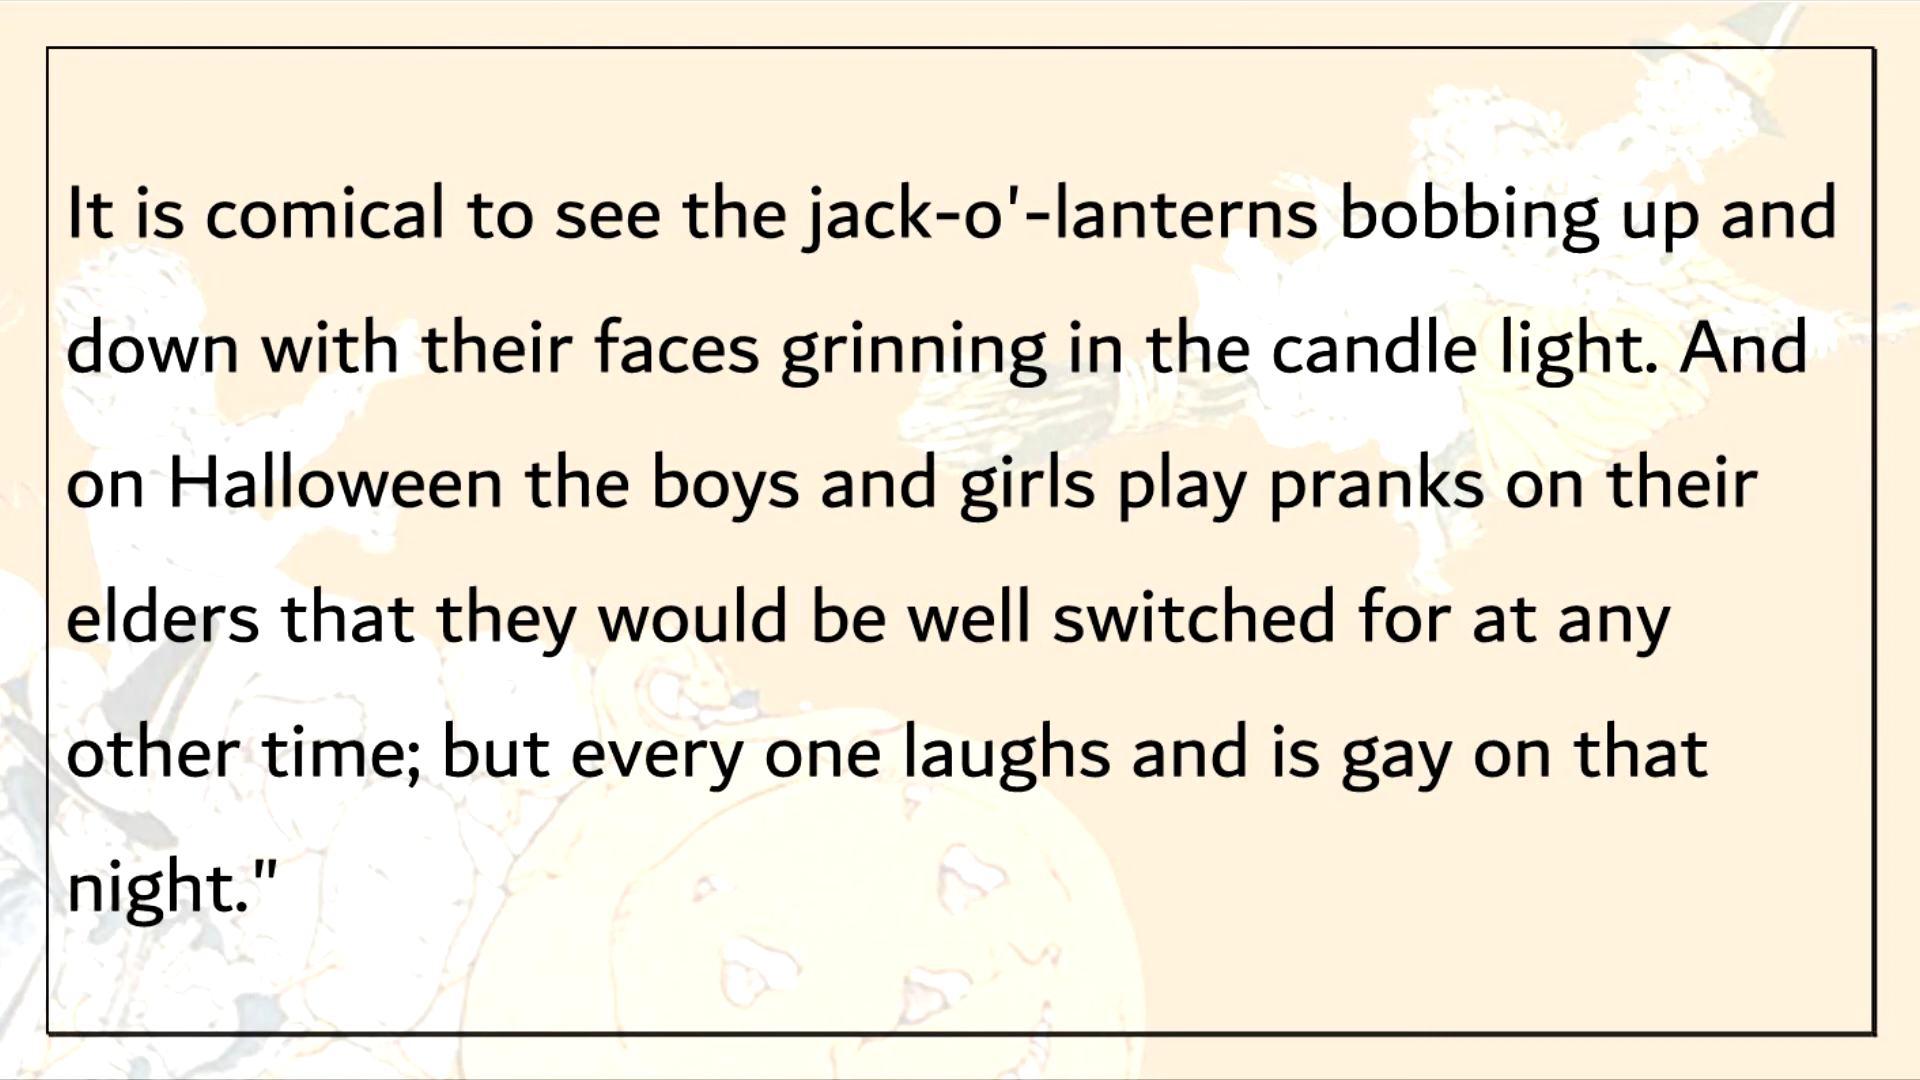 It is comical to see the jack-o'-lanterns bobbing up and
down with their faces grinning in the candle light. And
on Halloween the boys and girls play pranks on their
elders that they would be well switched for at any
other time; but every one laughs and is gay on that
night."